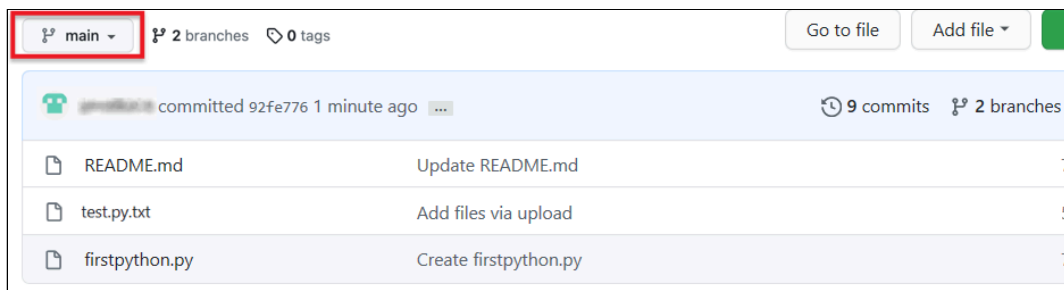 main 2 branches 0 tags Go to file Add file
committed 92fe776 1 minute ago ... 9 commits 2 branches
README.md Update README.md
test.py.txt Add files via upload
firstpython.py Create firstpython.py